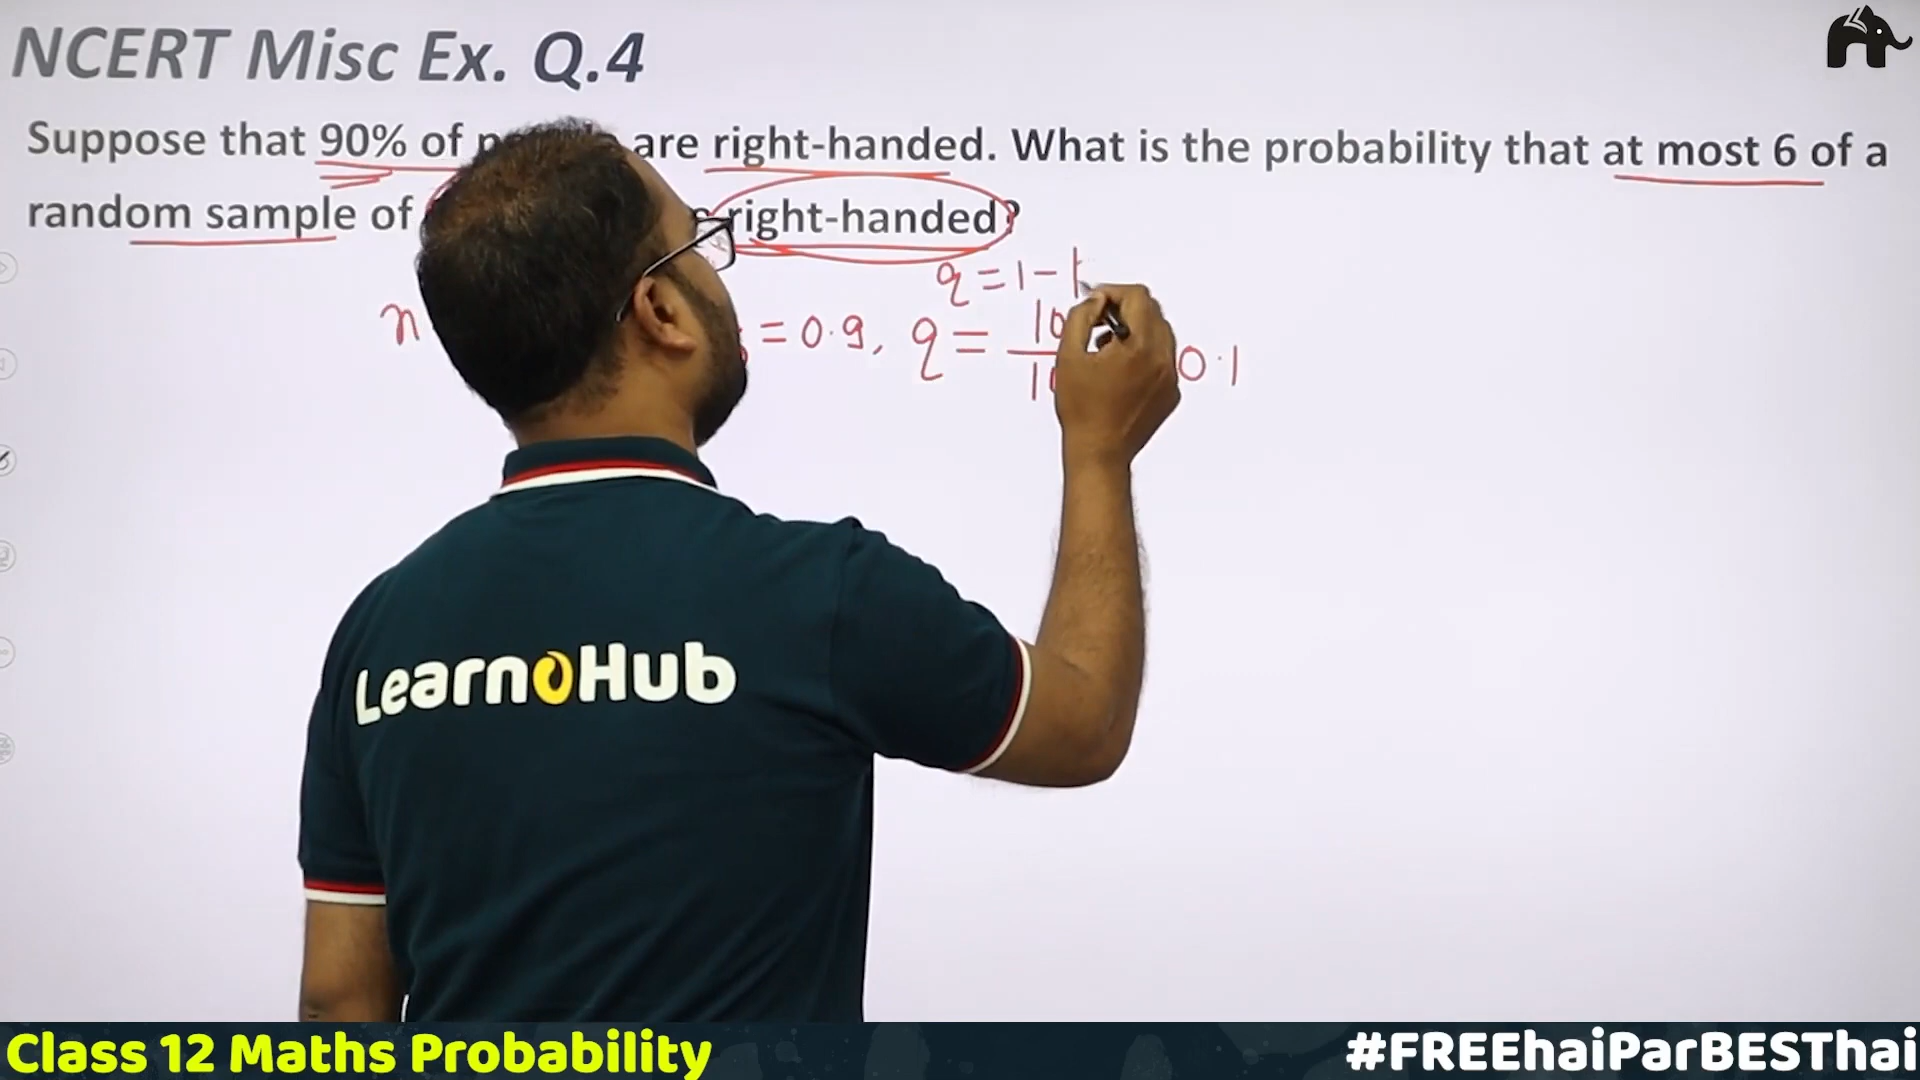 NCERT Misc Ex. Q.4
Suppose that 90% of are right-handed. What is the probability that at most 6 of a
random sample of right-handed?
q = 1 -
n = 0.9, q = 0.1
LearnoHub
Class 12 Maths Probability
#FREEhaiParBESThai